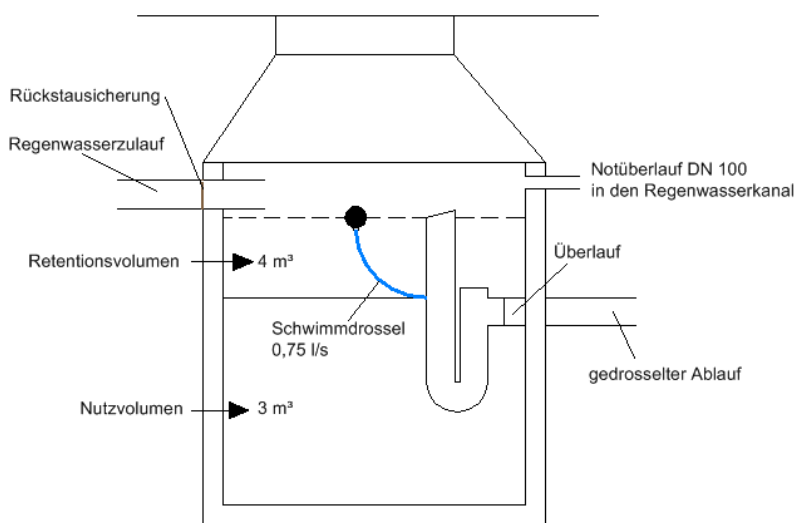 Rückstausicherung
Regenwasserzulauf
Notüberlauf DN 100
in den Regenwasserkanal
Überlauf
Retentionsvolumen 4 m³
Schwimmdrossel
0,75 l/s
gedrosselter Ablauf
Nutzvolumen 3 m³